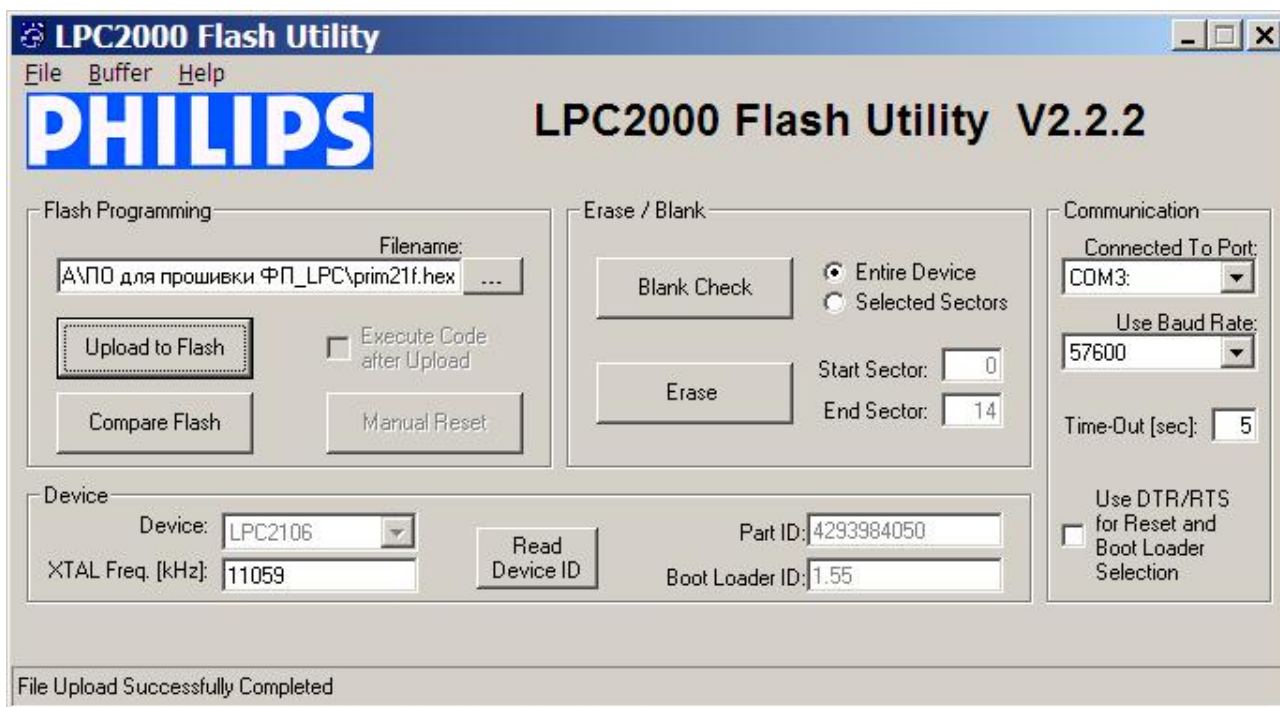 LPC2000 Flash Utility
File Buffer Help
PHILIPS
LPC2000 Flash Utility V2.2.2
Flash Programming
Filename:
А\ПО для прошивки ФП_LPC\prim21f.hex
...
Upload to Flash
Execute Code
after Upload
Compare Flash
Manual Reset
Erase / Blank
Blank Check
Entire Device
Selected Sectors
Erase
Start Sector: 0
End Sector: 14
Communication
Connected To Port:
COM3:
Use Baud Rate:
57600
Time-Out [sec]: 5
Use DTR/RTS
for Reset and
Boot Loader
Selection
Device
Device: LPC2106
XTAL Freq. [kHz]: 11059
Read
Device ID
Part ID: 4293984050
Boot Loader ID: 1.55
File Upload Successfully Completed